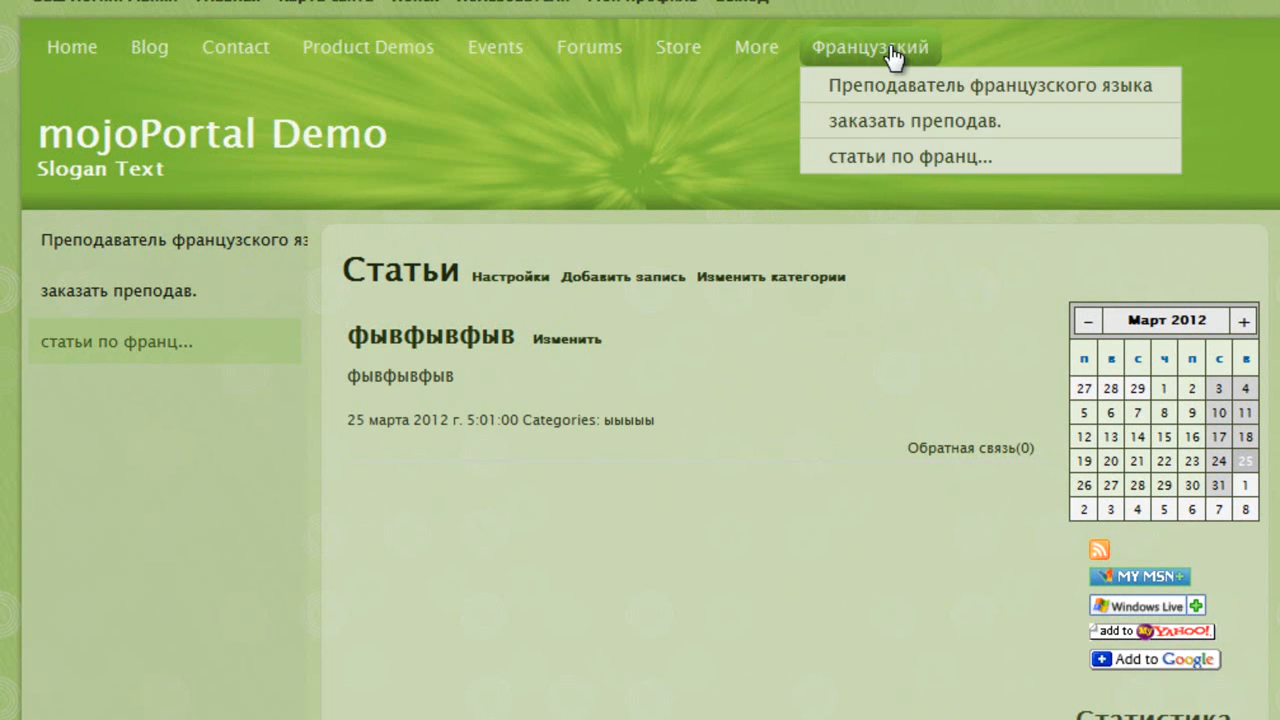 Home Blog Contact Product Demos Events Forums Store More Французский
Преподаватель французского языка
заказать преподав.
статьи по франц...
mojoPortal Demo
Slogan Text
Преподаватель французского яз
заказать преподав.
статьи по франц...
Статьи Настройки Добавить запись Изменить категории
фывфывфыв Изменить
фывфывфыв
25 марта 2012 г. 5:01:00 Categories: ыыыыы
Обратная связь(0)
– Март 2012 +
п в с ч п с в
27 28 29 1 2 3 4
5 6 7 8 9 10 11
12 13 14 15 16 17 18
19 20 21 22 23 24 25
26 27 28 29 30 31 1
2 3 4 5 6 7 8
MY MSN+
Windows Live
add to My YAHOO!
Add to Google
Статистика